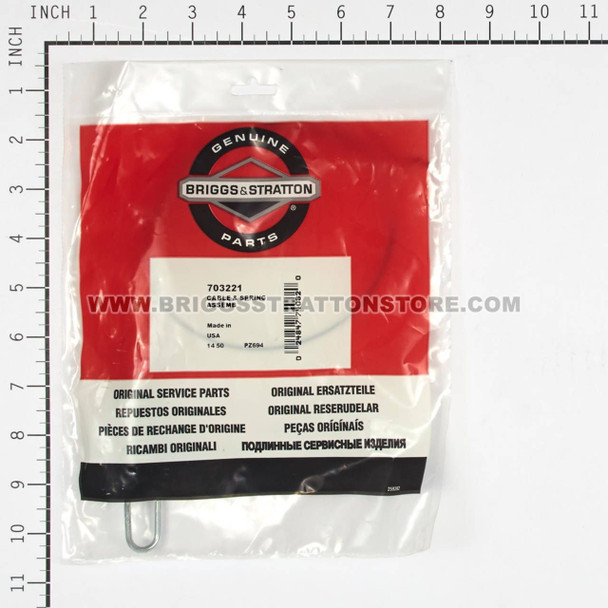 INCH 1 2 3 4 5 6 7 8 9 10 11
INCH
1
2
3
4
5
6
7
8
9
10
11
GENUINE
BRIGGS&STRATTON
®
PARTS
703221
CABLE & SPRING
ASSEMB
Made in
USA
14 50 PZ694
WWW.BRIGGSSTRATTONSTORE.COM
ORIGINAL SERVICE PARTS
ORIGINAL ERSATZTEILE
REPUESTOS ORIGINALES
ORIGINAL RESERUDELAR
PIÈCES DE RECHANGE D'ORIGINE
PEÇAS ORÍGÍNAÍS
RICAMBI ORIGINALI
ПОДЛИННЫЕ СЕРВИСНЫЕ ИЗДЕЛИЯ